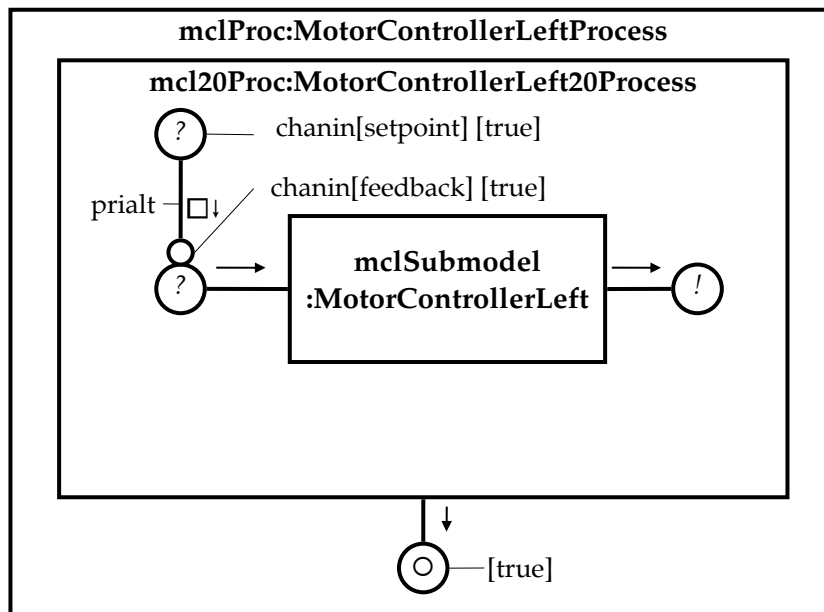 mclProc:MotorControllerLeftProcess
mcl20Proc:MotorControllerLeft20Process
?
chanin[setpoint] [true]
chanin[feedback] [true]
prialt
mclSubmodel
:MotorControllerLeft
?
!
[true]